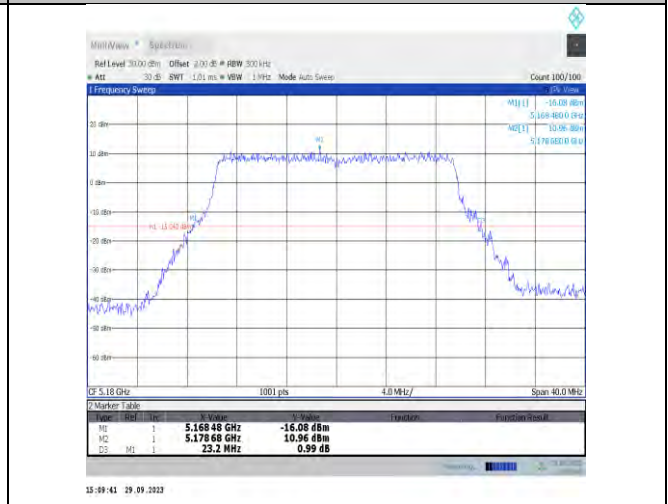 MultiView Spectrum
Ref Level 30.00 dBm Offset 2.00 dB RBW 300 kHz
Att 30 dB SWT 1.01 ms VBW 1 MHz Mode Auto Sweep Count 100/100
1 Frequency Sweep 1Pk View
M1[1] -16.08 dBm
5.168 480 0 GHz
M2[1] 10.96 dBm
5.178 680 0 GHz
20 dBm
M2
10 dBm
0 dBm
-10 dBm
M1
H1
-20 dBm
-30 dBm
-40 dBm
-50 dBm
-60 dBm
CF 5.18 GHz 1001 pts 4.0 MHz/ Span 40.0 MHz
2 Marker Table
Type Ref Trc X-Value Y-Value Function Function Result
M1 1 5.168 48 GHz -16.08 dBm
M2 1 5.178 68 GHz 10.96 dBm
D3 M1 1 23.2 MHz 0.99 dB
15:09:41 29.09.2023